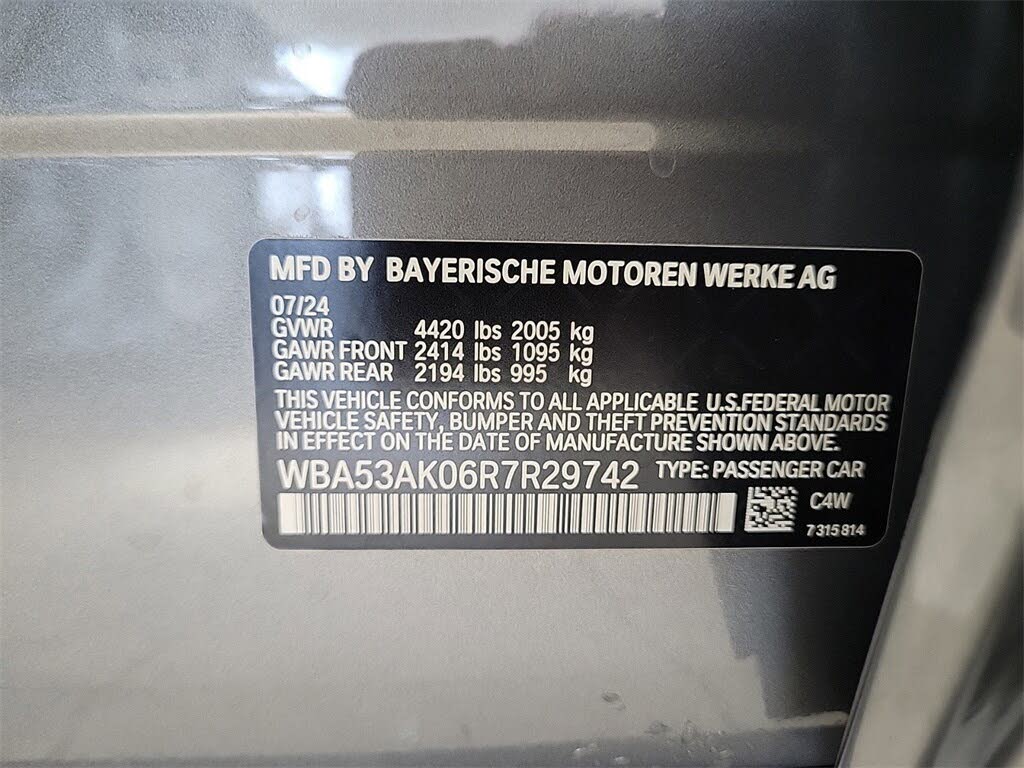 MFD BY BAYERISCHE MOTOREN WERKE AG
07/24
GVWR 4420 lbs 2005 kg
GAWR FRONT 2414 lbs 1095 kg
GAWR REAR 2194 lbs 995 kg
THIS VEHICLE CONFORMS TO ALL APPLICABLE U.S.FEDERAL MOTOR
VEHICLE SAFETY, BUMPER AND THEFT PREVENTION STANDARDS
IN EFFECT ON THE DATE OF MANUFACTURE SHOWN ABOVE.
WBA53AK06R7R29742 TYPE: PASSENGER CAR
C4W
7315814